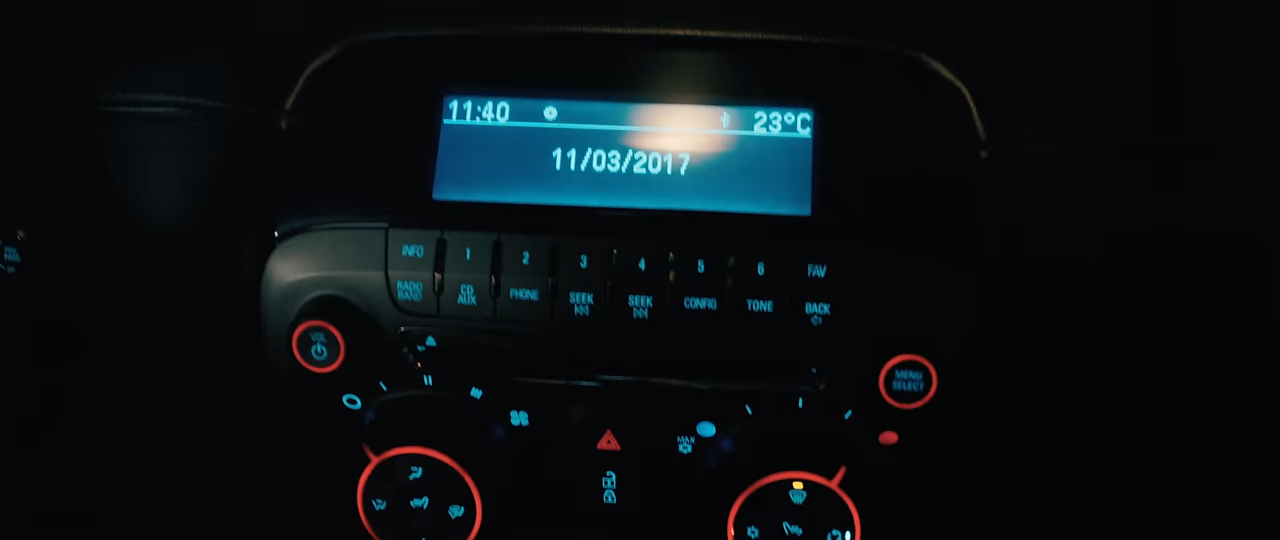 11:40 23°C
11/03/2017
INFO 1 2 3 4 5 6 FAV
RADIO BAND CD AUX PHONE SEEK SEEK CONFIG TONE BACK
VOL
MENU
SELECT
MAX